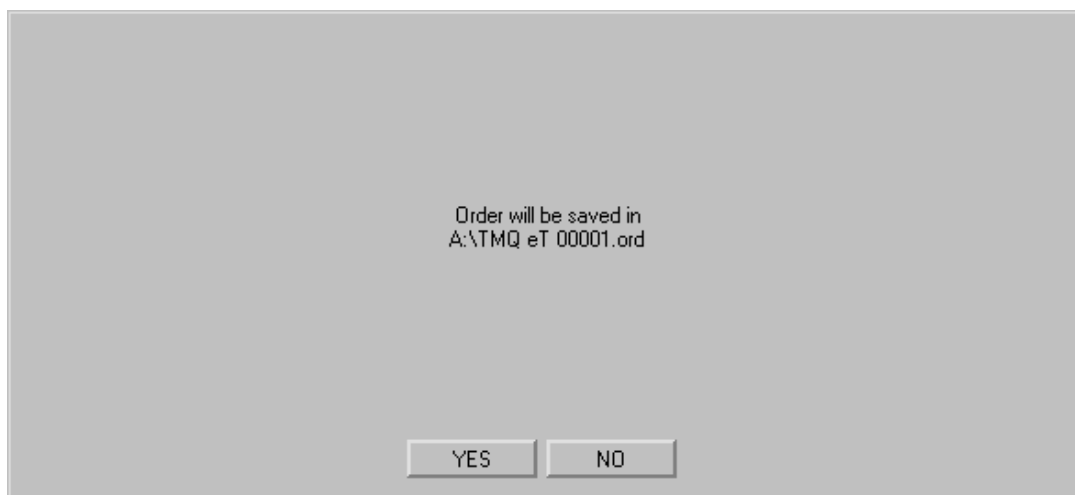 Order will be saved in
A:\TMQ eT 00001.ord
YES NO